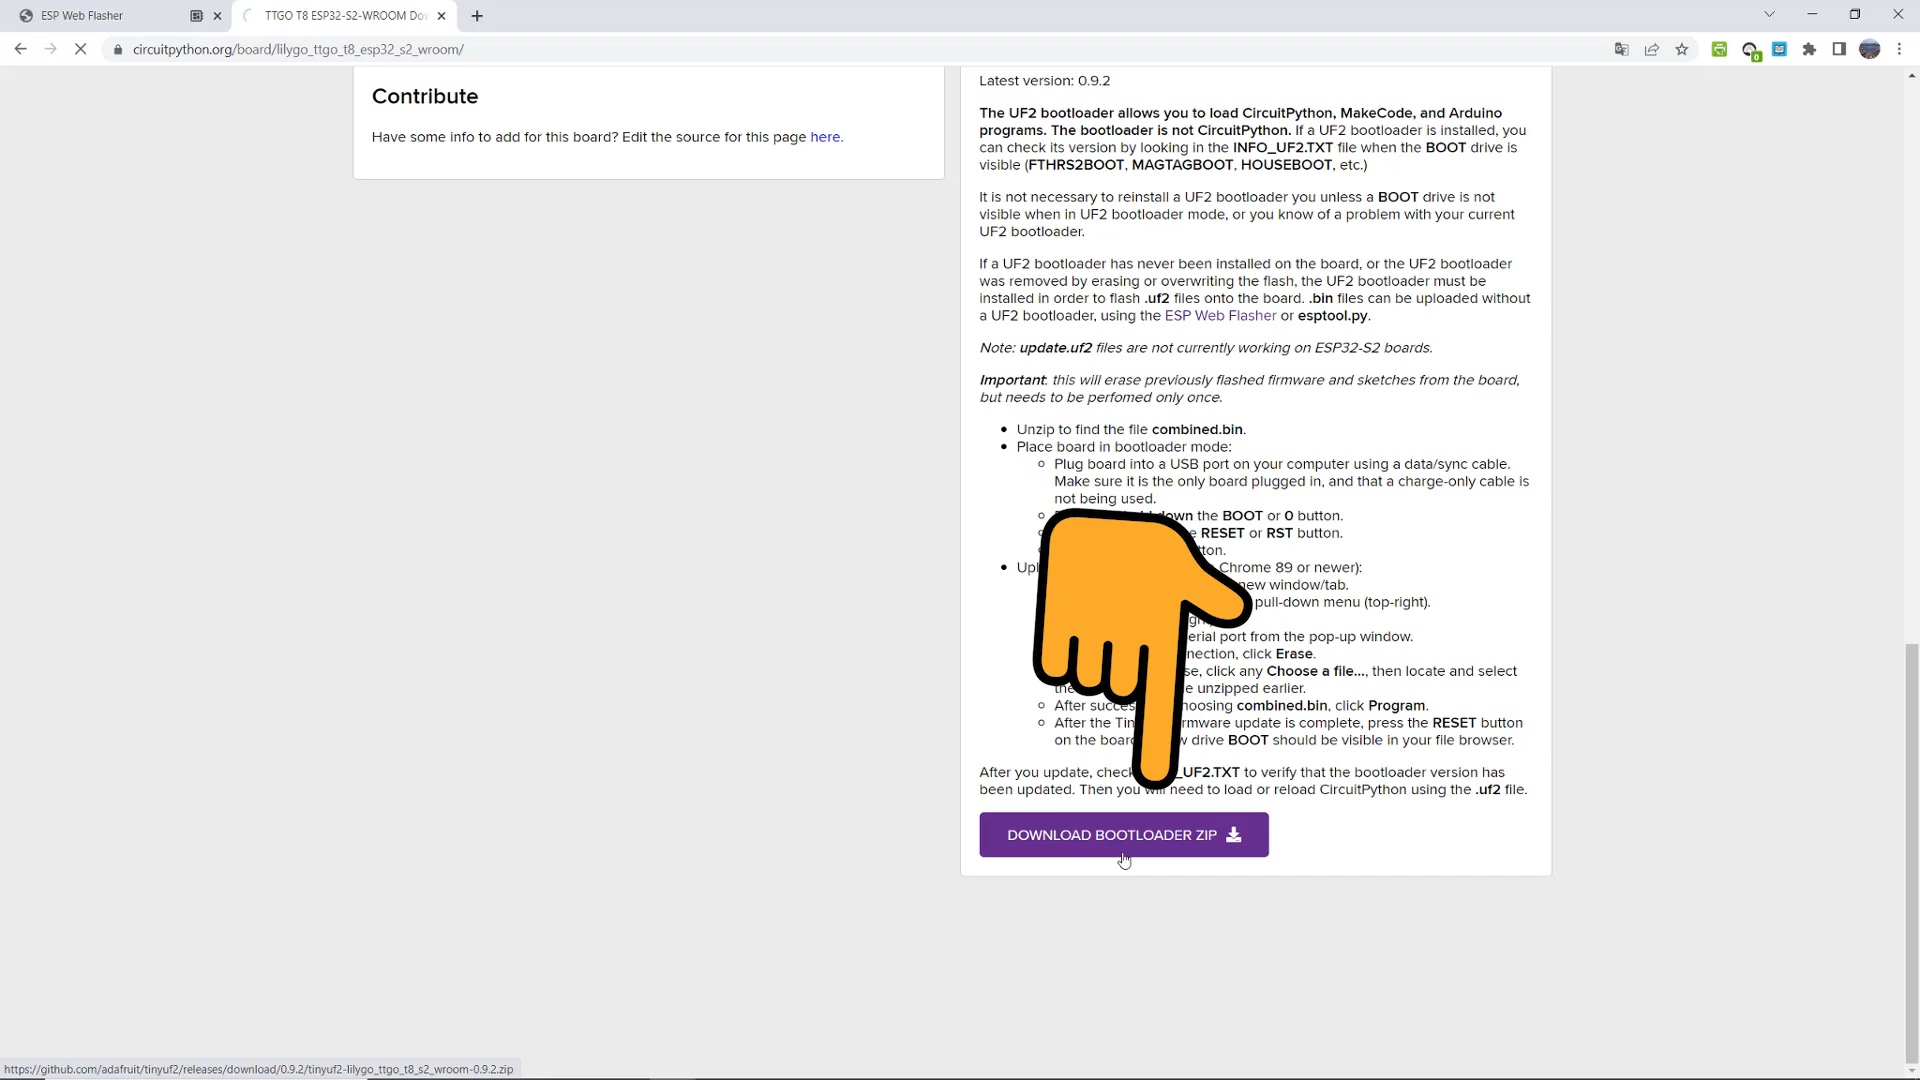 ESP Web Flasher
TTGO T8 ESP32-S2-WROOM Do
circuitpython.org/board/lilygo_ttgo_t8_esp32_s2_wroom/
0
Contribute
Have some info to add for this board? Edit the source for this page here.
Latest version: 0.9.2
The UF2 bootloader allows you to load CircuitPython, MakeCode, and Arduino
programs. The bootloader is not CircuitPython. If a UF2 bootloader is installed, you
can check its version by looking in the INFO_UF2.TXT file when the BOOT drive is
visible (FTHRS2BOOT, MAGTAGBOOT, HOUSEBOOT, etc.)
It is not necessary to reinstall a UF2 bootloader you unless a BOOT drive is not
visible when in UF2 bootloader mode, or you know of a problem with your current
UF2 bootloader.
If a UF2 bootloader has never been installed on the board, or the UF2 bootloader
was removed by erasing or overwriting the flash, the UF2 bootloader must be
installed in order to flash .uf2 files onto the board. .bin files can be uploaded without
a UF2 bootloader, using the ESP Web Flasher or esptool.py.
Note: update.uf2 files are not currently working on ESP32-S2 boards.
Important: this will erase previously flashed firmware and sketches from the board,
but needs to be perfomed only once.
Unzip to find the file combined.bin.
Place board in bootloader mode:
Plug board into a USB port on your computer using a data/sync cable.
Make sure it is the only board plugged in, and that a charge-only cable is
not being used.
down the BOOT or 0 button.
RESET or RST button.
Chrome 89 or newer):
new window/tab.
pull-down menu (top-right).
port from the pop-up window.
click Erase.
click any Choose a file..., then locate and select
unzipped earlier.
After combined.bin, click Program.
After the update is complete, press the RESET button
on the drive BOOT should be visible in your file browser.
After you update, check _UF2.TXT to verify that the bootloader version has
been updated. Then you will need to load or reload CircuitPython using the .uf2 file.
DOWNLOAD BOOTLOADER ZIP
https://github.com/adafruit/tinyuf2/releases/download/0.9.2/tinyuf2-lilygo_ttgo_t8_s2_wroom-0.9.2.zip